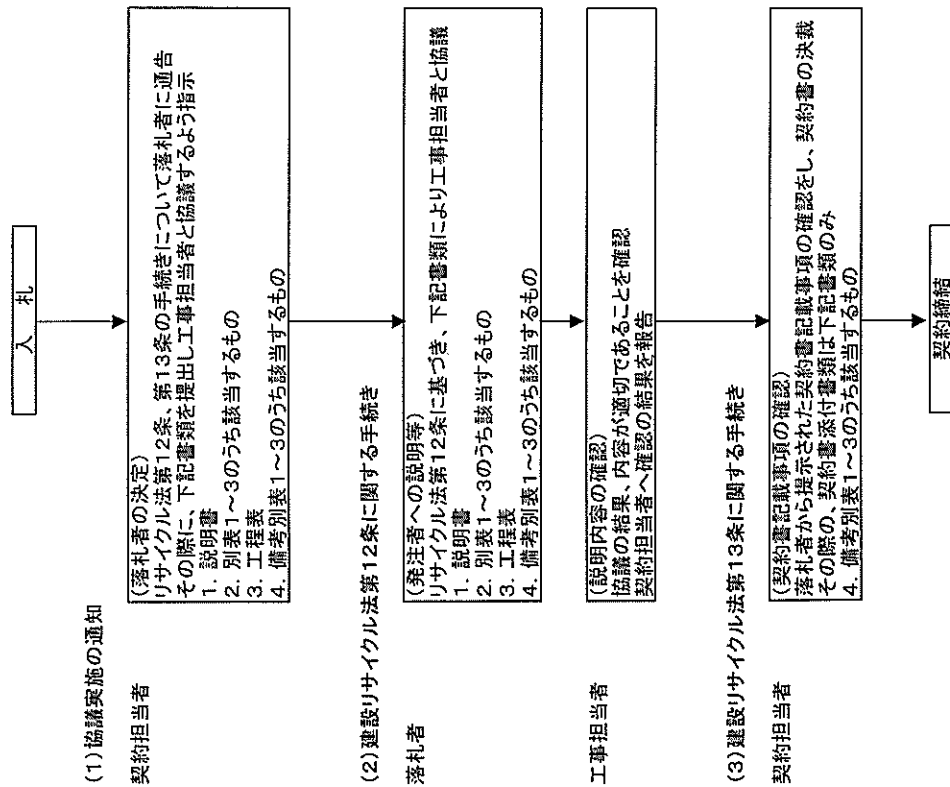 入 札
(1)協議実施の通知
契約担当者
(落札者の決定)
リサイクル法第12条、第13条の手続きについて落札者に通告
その際に、下記書類を提出し工事担当者と協議するよう指示
1. 説明書
2. 別表1~3のうち該当するもの
3. 工程表
4. 備考別表1~3のうち該当するもの
(2)建設リサイクル法第12条に関する手続き
落札者
(発注者への説明等)
リサイクル法第12条に基づき、下記書類により工事担当者と協議
1. 説明書
2. 別表1~3のうち該当するもの
3. 工程表
4. 備考別表1~3のうち該当するもの
工事担当者
(説明内容の確認)
協議の結果、内容が適切であることを確認
契約担当者へ確認の結果を報告
(3)建設リサイクル法第13条に関する手続き
契約担当者
(契約書記載事項の確認)
落札者から提示された契約書記載事項の確認をし、契約書の決裁
その際の、契約書添付書類は下記書類のみ
4. 備考別表1~3のうち該当するもの
契約締結